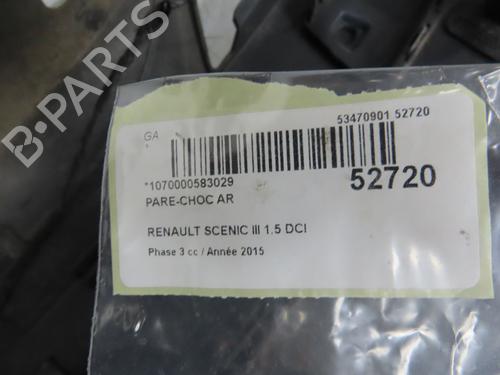 B-PARTS
GA
*
53470901 52720
*1070000583029
52720
PARE-CHOC AR
RENAULT SCENIC III 1.5 DCI
Phase 3 cc / Année 2015